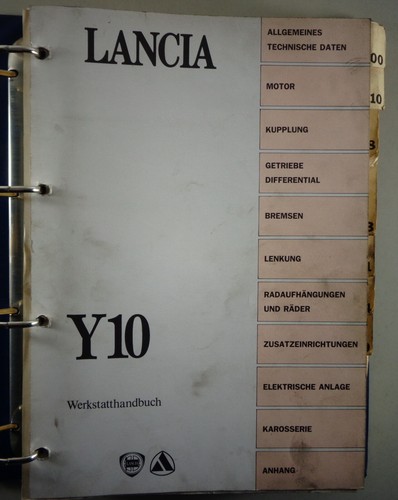 LANCIA
Y10
Werkstatthandbuch
ALLGEMEINES
TECHNISCHE DATEN
MOTOR
KUPPLUNG
GETRIEBE
DIFFERENTIAL
BREMSEN
LENKUNG
RADAUFHÄNGUNGEN
UND RÄDER
ZUSATZEINRICHTUNGEN
ELEKTRISCHE ANLAGE
KAROSSERIE
ANHANG
00
10